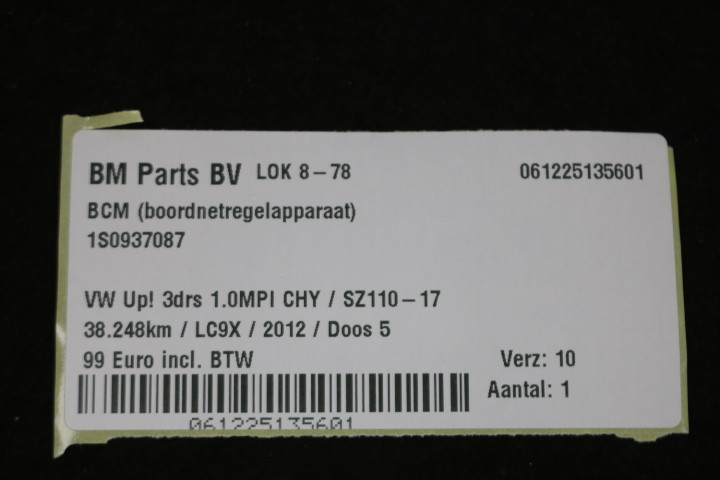 BM Parts BV LOK 8-78 061225135601
BCM (boordnetregelapparaat)
1S0937087
VW Up! 3drs 1.0MPI CHY / SZ110-17
38.248km / LC9X / 2012 / Doos 5
99 Euro incl. BTW Verz: 10
Aantal: 1
061225135601